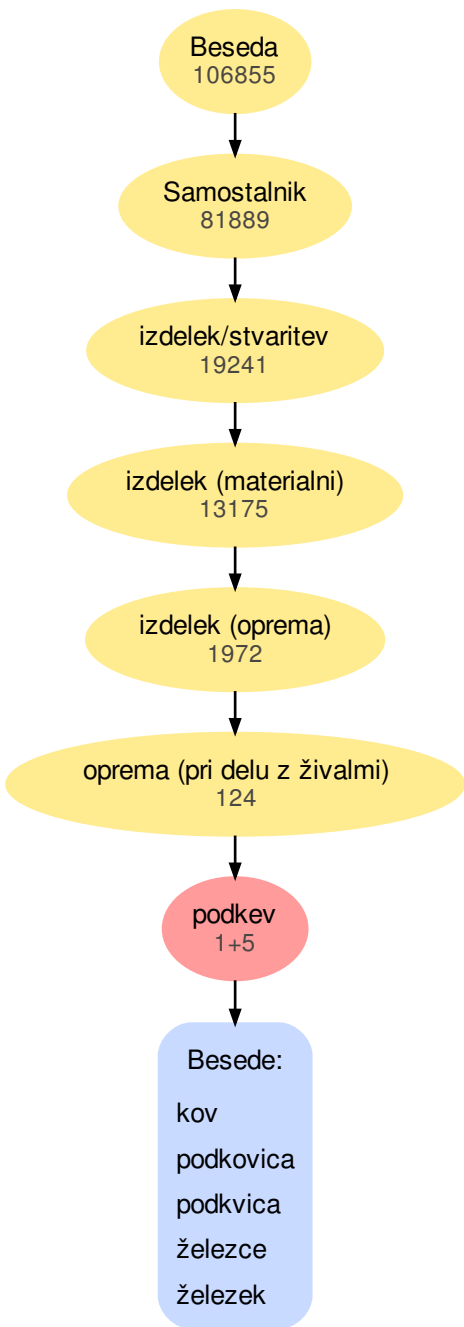 Beseda
106855
Samostalnik
81889
izdelek/stvaritev
19241
izdelek (materialni)
13175
izdelek (oprema)
1972
oprema (pri delu z živalmi)
124
podkev
1+5
Besede:
kov
podkovica
podkvica
železce
železek